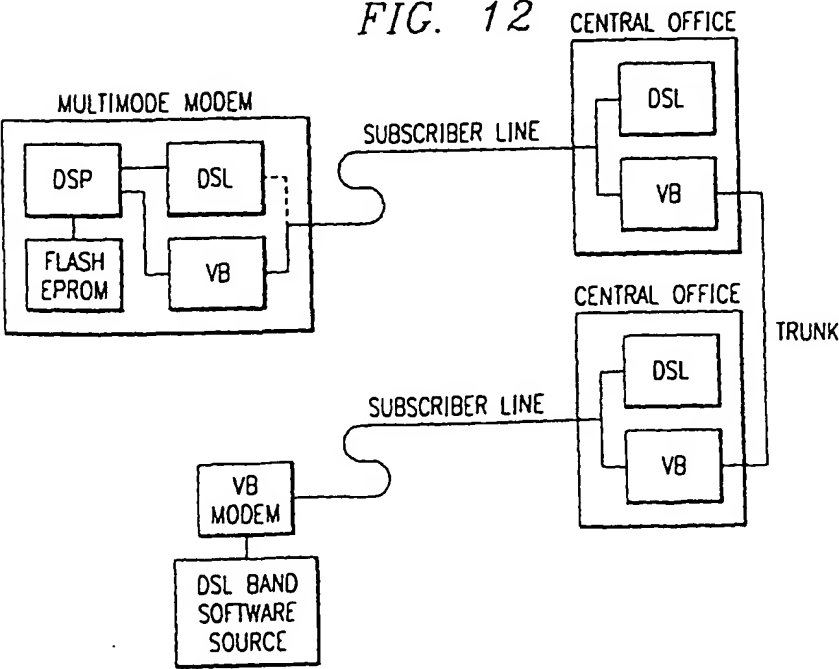 FIG. 12
CENTRAL OFFICE
MULTIMODE MODEM
DSL
SUBSCRIBER LINE
DSP
DSL
VB
FLASH
EPROM
VB
CENTRAL OFFICE
TRUNK
DSL
SUBSCRIBER LINE
VB
VB
MODEM
DSL BAND
SOFTWARE
SOURCE